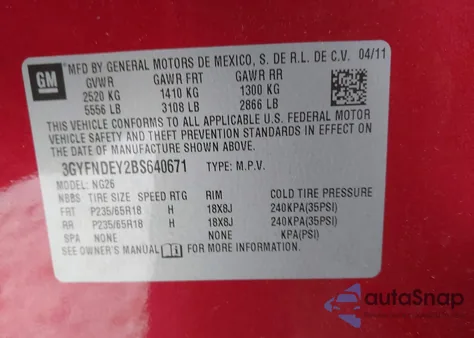 GM
MFD BY GENERAL MOTORS DE MEXICO, S. DE R.L. DE C.V. 04/11
GVWR GAWR FRT GAWR RR
2520 KG 1410 KG 1300 KG
5556 LB 3108 LB 2866 LB
THIS VEHICLE CONFORMS TO ALL APPLICABLE U.S. FEDERAL MOTOR
VEHICLE SAFETY AND THEFT PREVENTION STANDARDS IN EFFECT ON
THE DATE OF MANUFACTURE SHOWN ABOVE.
3GYFNDEY2BS640671 TYPE: M.P.V.
MODEL: NG26
TIRE SIZE SPEED RTG RIM COLD TIRE PRESSURE
FRT P235/65R18 H 18X8J 240KPA(35PSI)
RR P235/65R18 H 18X8J 240KPA(35PSI)
SPA NONE NONE KPA(PSI)
SEE OWNER'S MANUAL FOR MORE INFORMATION.
autoSnap